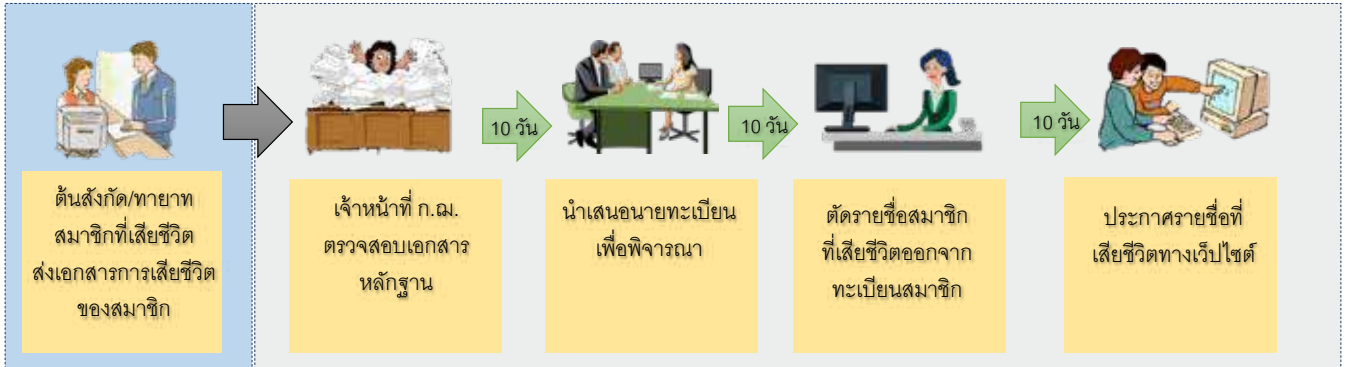 10 วัน
10 วัน
10 วัน
ต้นสังกัด/ทายาท
สมาชิกที่เสียชีวิต
ส่งเอกสารการเสียชีวิต
ของสมาชิก
เจ้าหน้าที่ ก.ฌ.
ตรวจสอบเอกสาร
หลักฐาน
นำเสนอนายทะเบียน
เพื่อพิจารณา
ตัดรายชื่อสมาชิก
ที่เสียชีวิตออกจาก
ทะเบียนสมาชิก
ประกาศรายชื่อที่
เสียชีวิตทางเว็ปไซต์